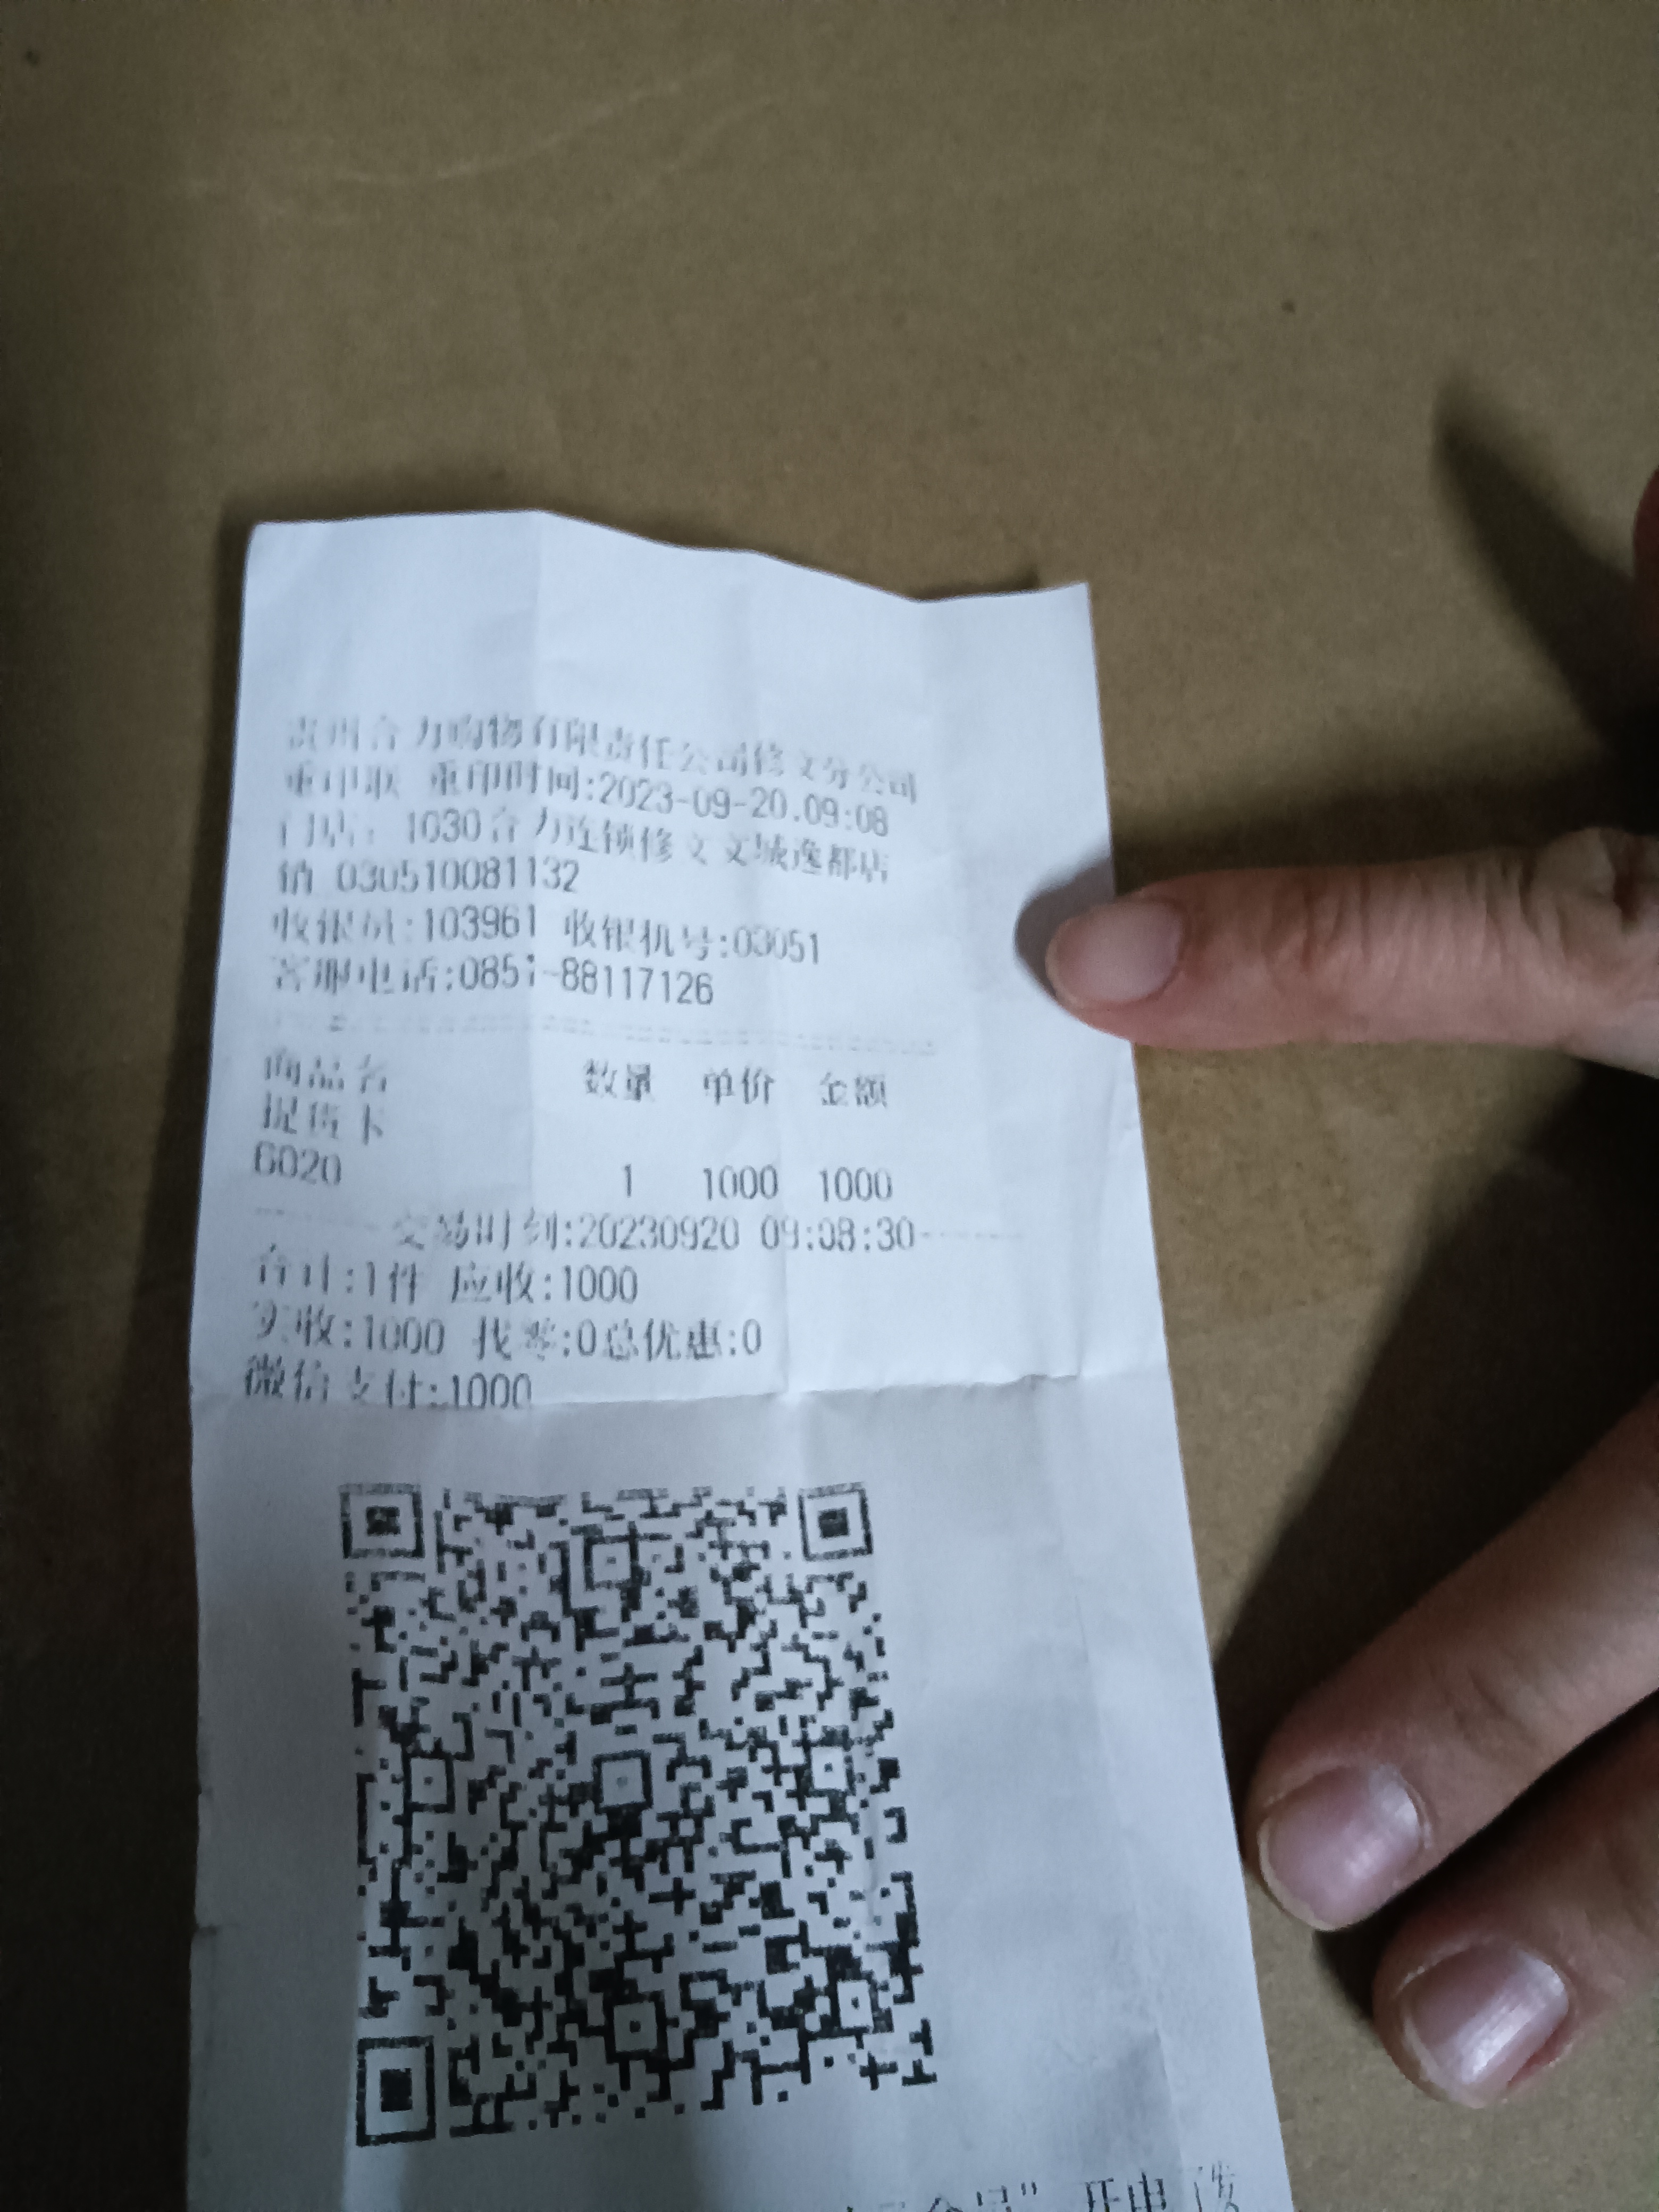 贵州合力购物有限责任公司修文分公司
重印联 重印时间:2023-09-20.09:08
门店: 1030合力连锁修文文城逸都店
销 030510081132
收银员:103961 收银机号:03051
客服电话:0851-88117126
商品名 数量 单价 金额
提货卡
6020 1 1000 1000
交易时刻:20230920 09:08:30
合计:1件 应收:1000
实收:1000 找零:0总优惠:0
微信支付:1000
会员" 开电